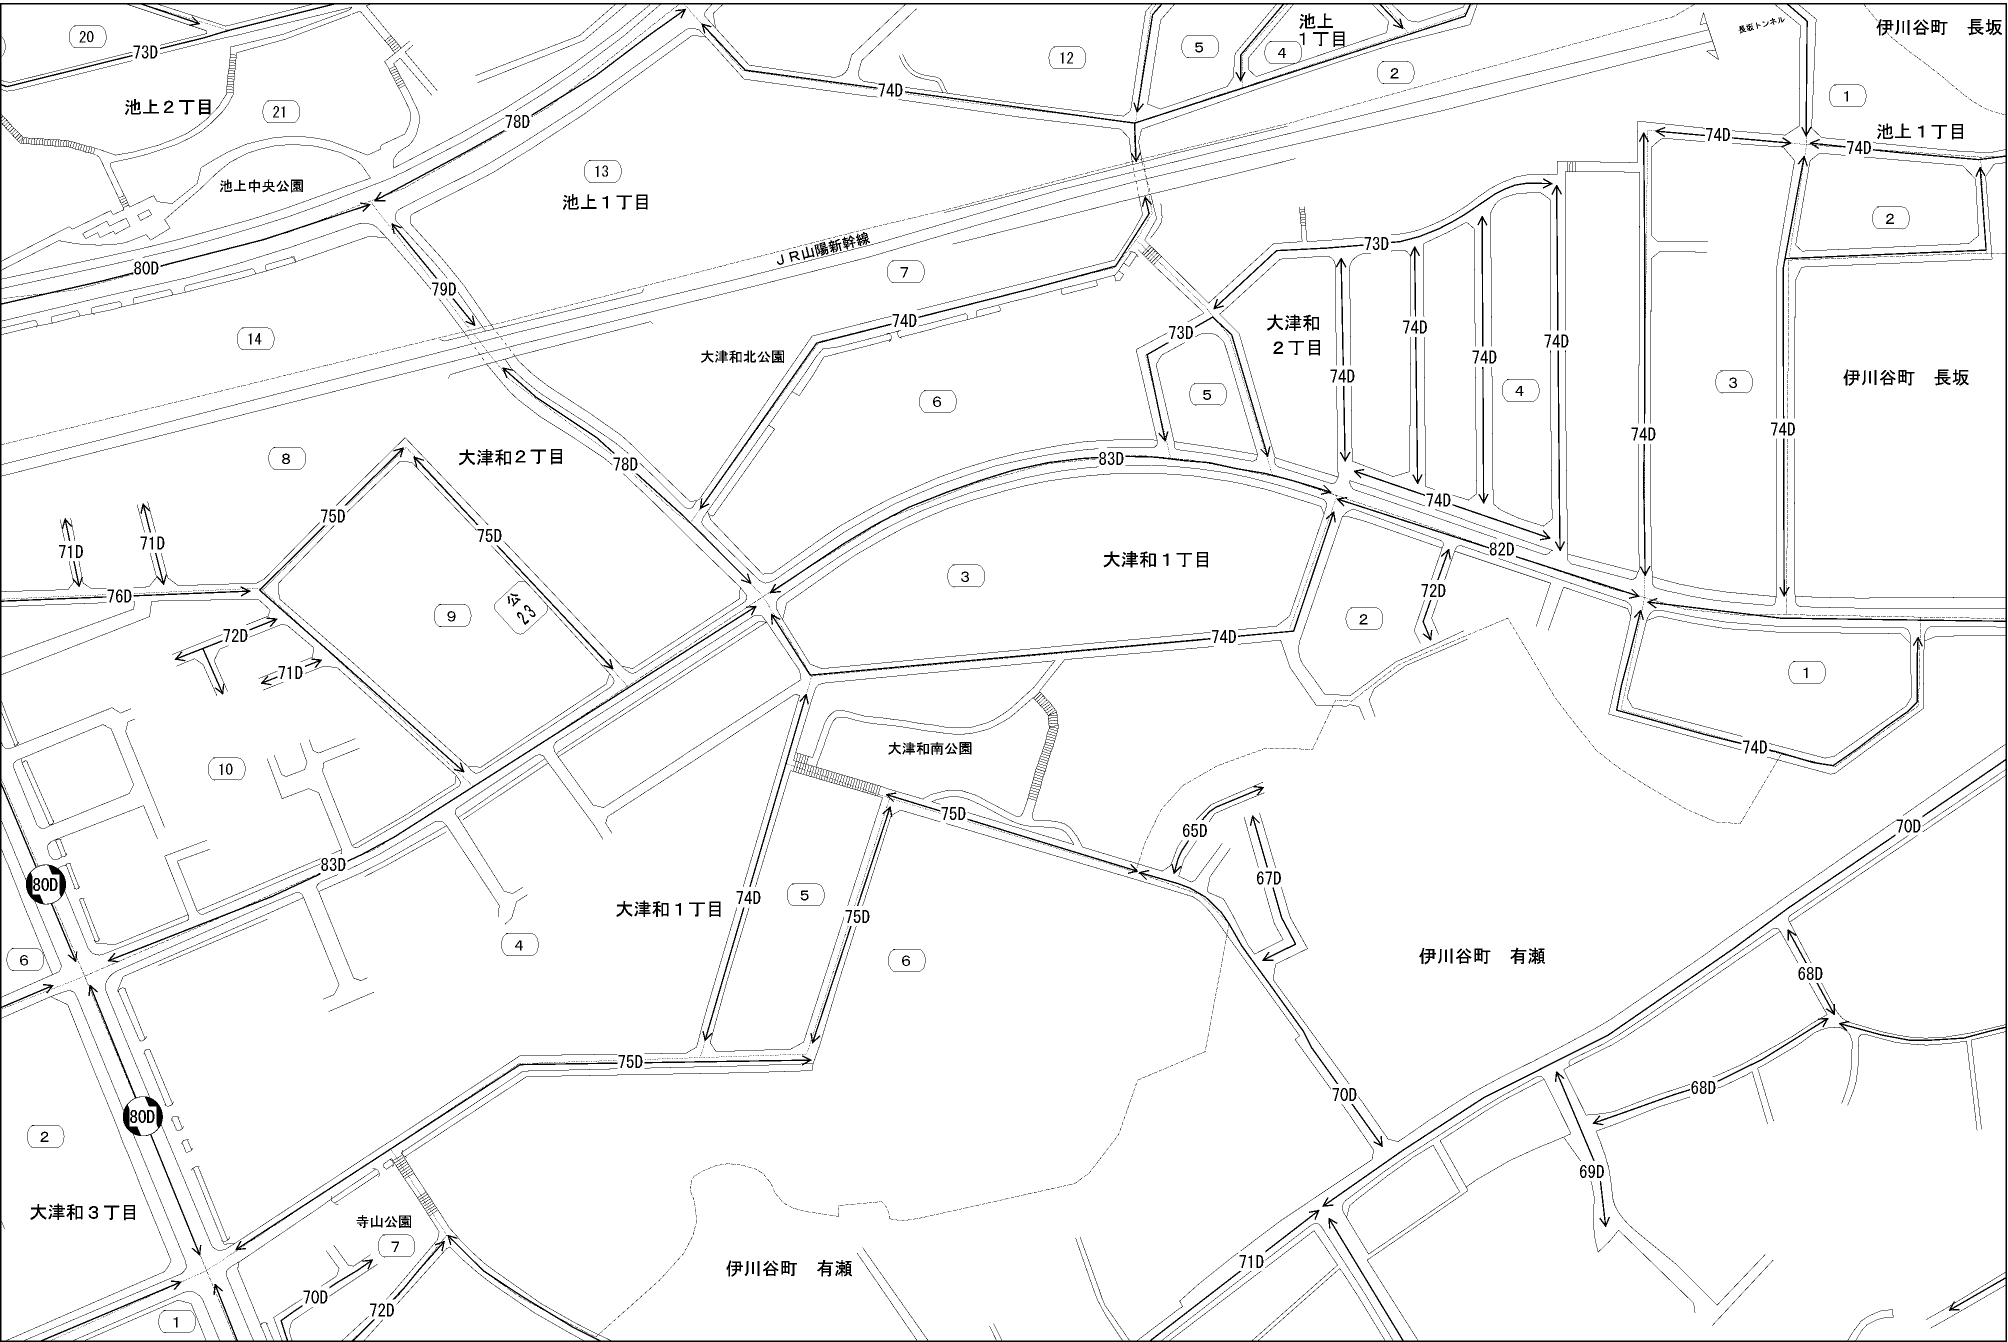 20
73D
池上２丁目
21
池上中央公園
78D
13
池上１丁目
74D
12
5
4
池上
１丁目
2
長坂トンネル
伊川谷町　長坂
1
池上１丁目
74D
74D
2
80D
79D
14
ＪＲ山陽新幹線
7
74D
73D
73D
大津和
２丁目
5
74D
74D
74D
74D
4
74D
3
74D
伊川谷町　長坂
大津和北公園
6
8
大津和２丁目
78D
83D
74D
82D
75D
75D
71D
71D
76D
72D
71D
9
公
23
3
大津和１丁目
72D
2
74D
1
74D
10
大津和南公園
75D
65D
67D
70D
83D
80D
6
大津和１丁目
4
74D
5
75D
6
伊川谷町　有瀬
68D
68D
69D
70D
75D
80D
2
大津和３丁目
寺山公園
7
70D
72D
1
伊川谷町　有瀬
71D